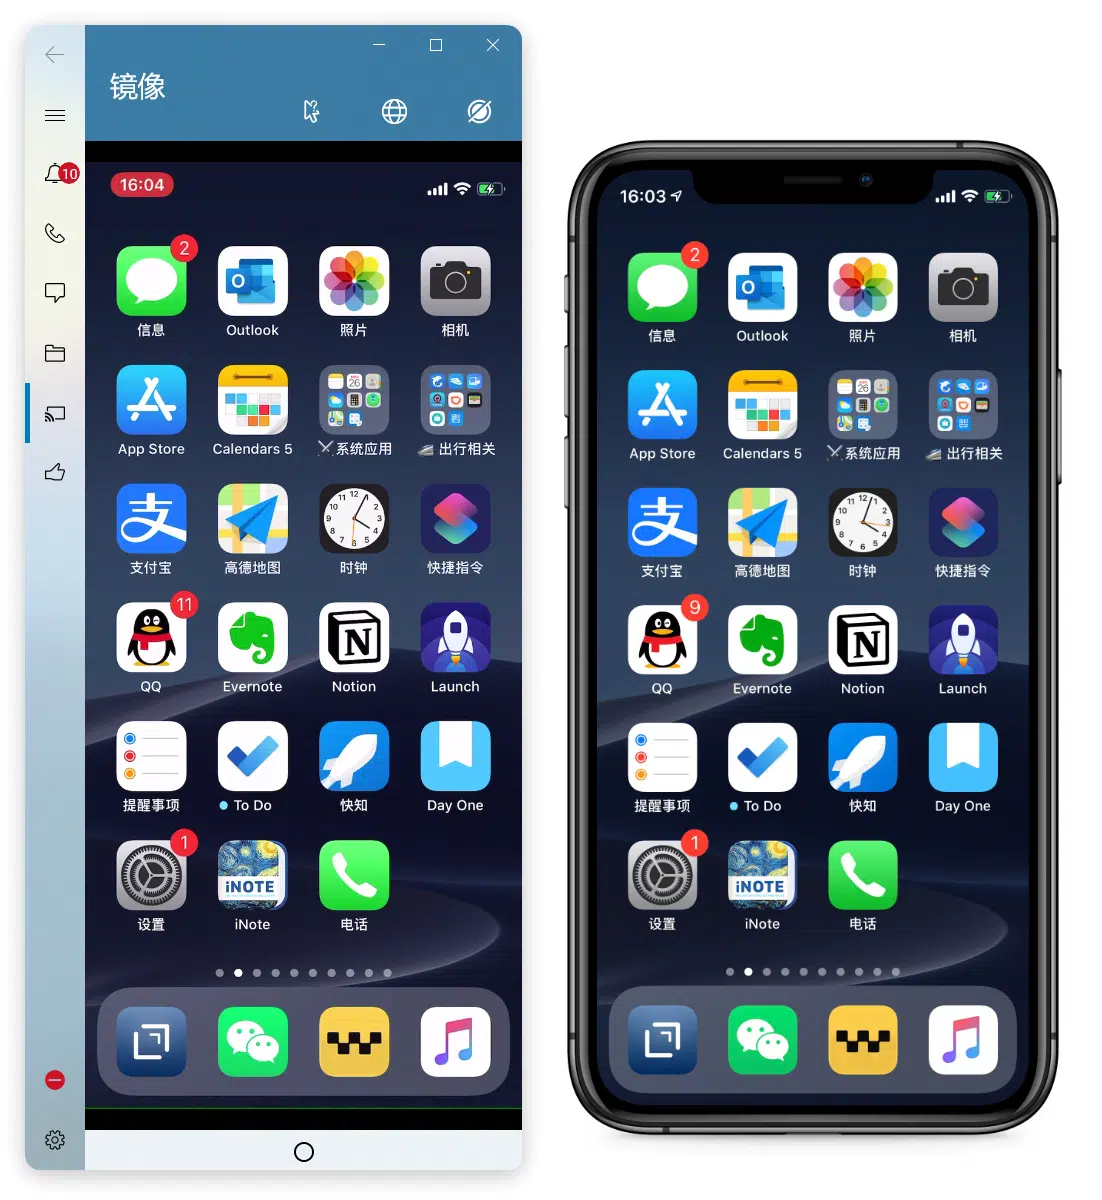 镜像
10
16:04
2
信息
Outlook
照片
相机
App Store
Calendars 5
系统应用
出行相关
支付宝
高德地图
时钟
快捷指令
11
QQ
Evernote
Notion
Launch
提醒事项
To Do
快知
Day One
1
设置
iNOTE
iNote
电话
16:03
2
信息
Outlook
照片
相机
App Store
Calendars 5
系统应用
出行相关
支付宝
高德地图
时钟
快捷指令
9
QQ
Evernote
Notion
Launch
提醒事项
To Do
快知
Day One
1
设置
iNOTE
iNote
电话